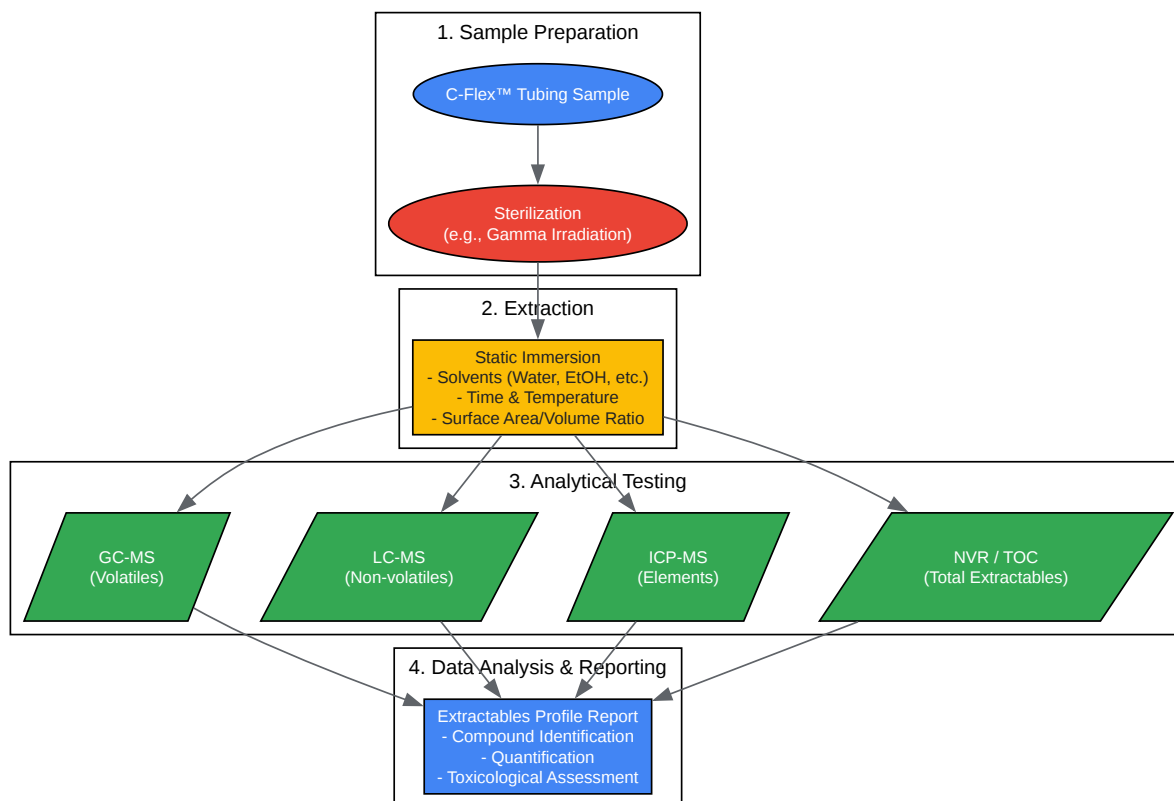 1. Sample Preparation
C-Flex™ Tubing Sample
Sterilization
(e.g., Gamma Irradiation)
2. Extraction
Static Immersion
- Solvents (Water, EtOH, etc.)
- Time & Temperature
- Surface Area/Volume Ratio
3. Analytical Testing
GC-MS
(Volatiles)
LC-MS
(Non-volatiles)
ICP-MS
(Elements)
NVR / TOC
(Total Extractables)
4. Data Analysis & Reporting
Extractables Profile Report
- Compound Identification
- Quantification
- Toxicological Assessment